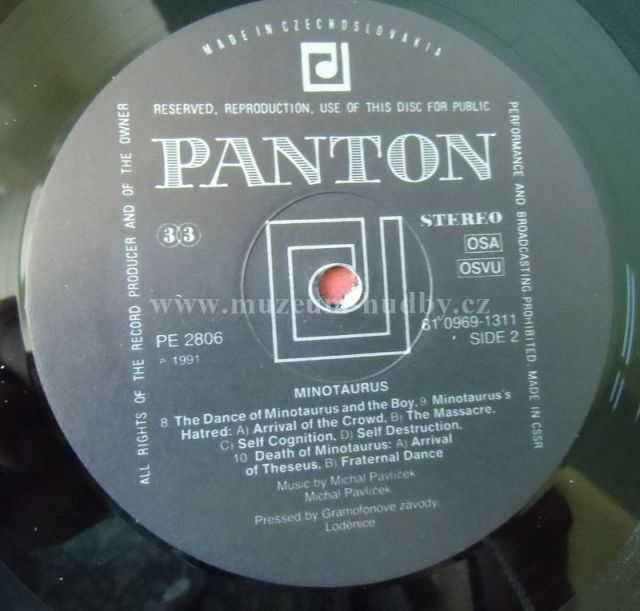 MADE IN CZECHOSLOVAKIA
RESERVED, REPRODUCTION, USE OF THIS DISC FOR PUBLIC
PERFORMANCE AND BROADCASTING PROHIBITED. MADE IN CSSR
ALL RIGHTS OF THE RECORD PRODUCER AND OF THE OWNER
PANTON
33
STEREO
OSA
OSVU
www.muzeum-hudby.cz
PE 2806
P 1991
81 0969-1311
SIDE 2
MINOTAURUS
8. The Dance of Minotaurus and the Boy. 9 Minotaurus's
Hatred: A) Arrival of the Crowd. B) The Massacre.
C) Self Cognition. D) Self Destruction.
10. Death of Minotaurus: A) Arrival
of Theseus. B) Fraternal Dance
Music by Michal Pavlíček
Michal Pavlíček
Pressed by Gramofonové závody
Loděnice